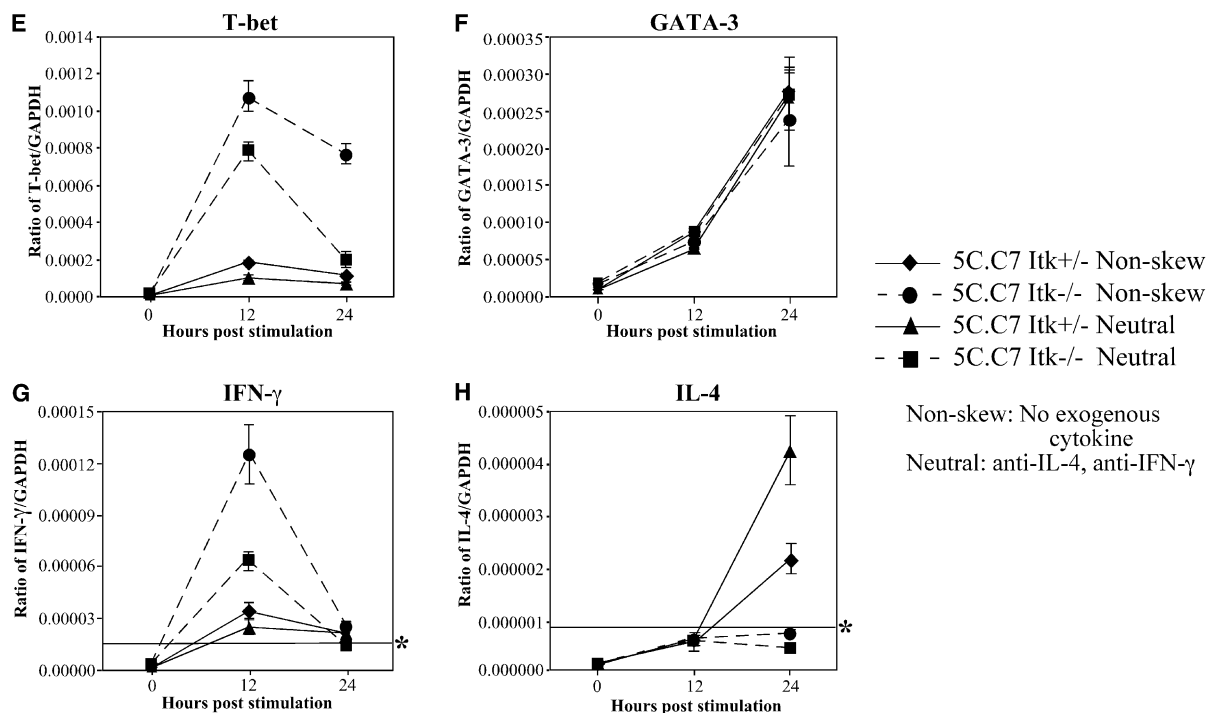 E
T-bet
0.0014
0.0012
0.0010
0.0008
0.0006
0.0004
0.0002
0.0000
Ratio of T-bet/GAPDH
0
12
24
Hours post stimulation
F
GATA-3
0.00035
0.00030
0.00025
0.00020
0.00015
0.00010
0.00005
0.00000
Ratio of GATA-3/GAPDH
0
12
24
Hours post stimulation
5C.C7 Itk+/- Non-skew
5C.C7 Itk-/- Non-skew
5C.C7 Itk+/- Neutral
5C.C7 Itk-/- Neutral
Non-skew: No exogenous
cytokine
Neutral: anti-IL-4, anti-IFN-γ
G
IFN-γ
0.00015
0.00012
0.00009
0.00006
0.00003
0.00000
Ratio of IFN-γ/GAPDH
*
0
12
24
Hours post stimulation
H
IL-4
0.000005
0.000004
0.000003
0.000002
0.000001
0.000000
Ratio of IL-4/GAPDH
*
0
12
24
Hours post stimulation